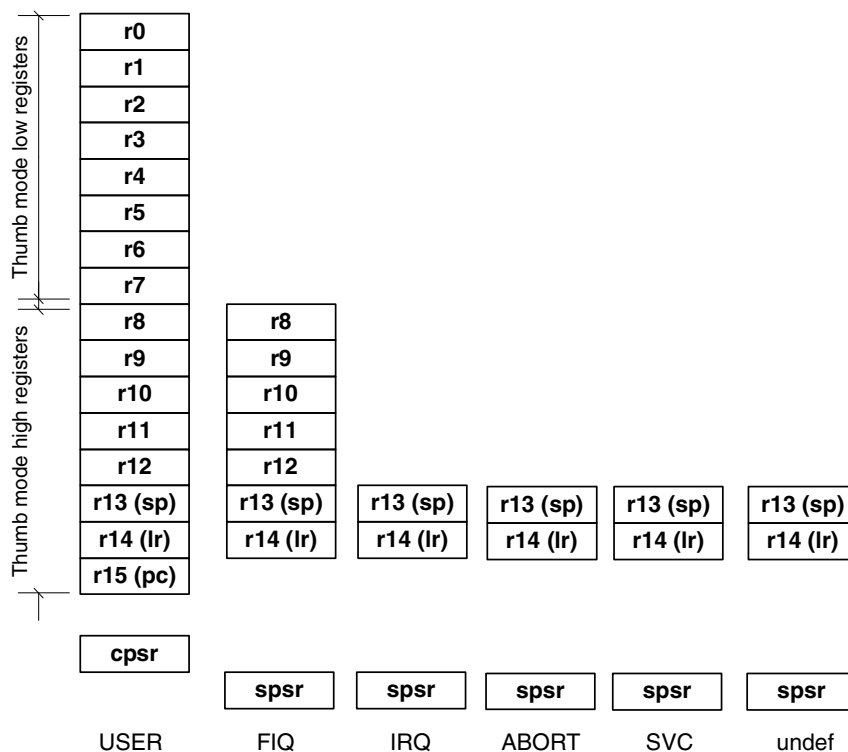 Thumb mode low registers
Thumb mode high registers
r0
r1
r2
r3
r4
r5
r6
r7
r8 r8
r9 r9
r10 r10
r11 r11
r12 r12
r13 (sp) r13 (sp) r13 (sp) r13 (sp) r13 (sp) r13 (sp)
r14 (lr) r14 (lr) r14 (lr) r14 (lr) r14 (lr) r14 (lr)
r15 (pc)
cpsr
spsr spsr spsr spsr spsr
USER FIQ IRQ ABORT SVC undef